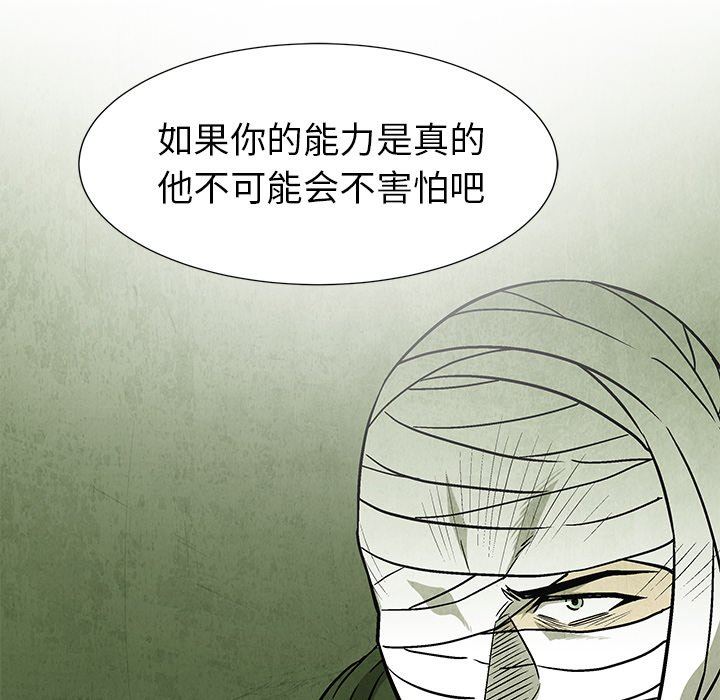 如果你的能力是真的
他不可能会不害怕吧